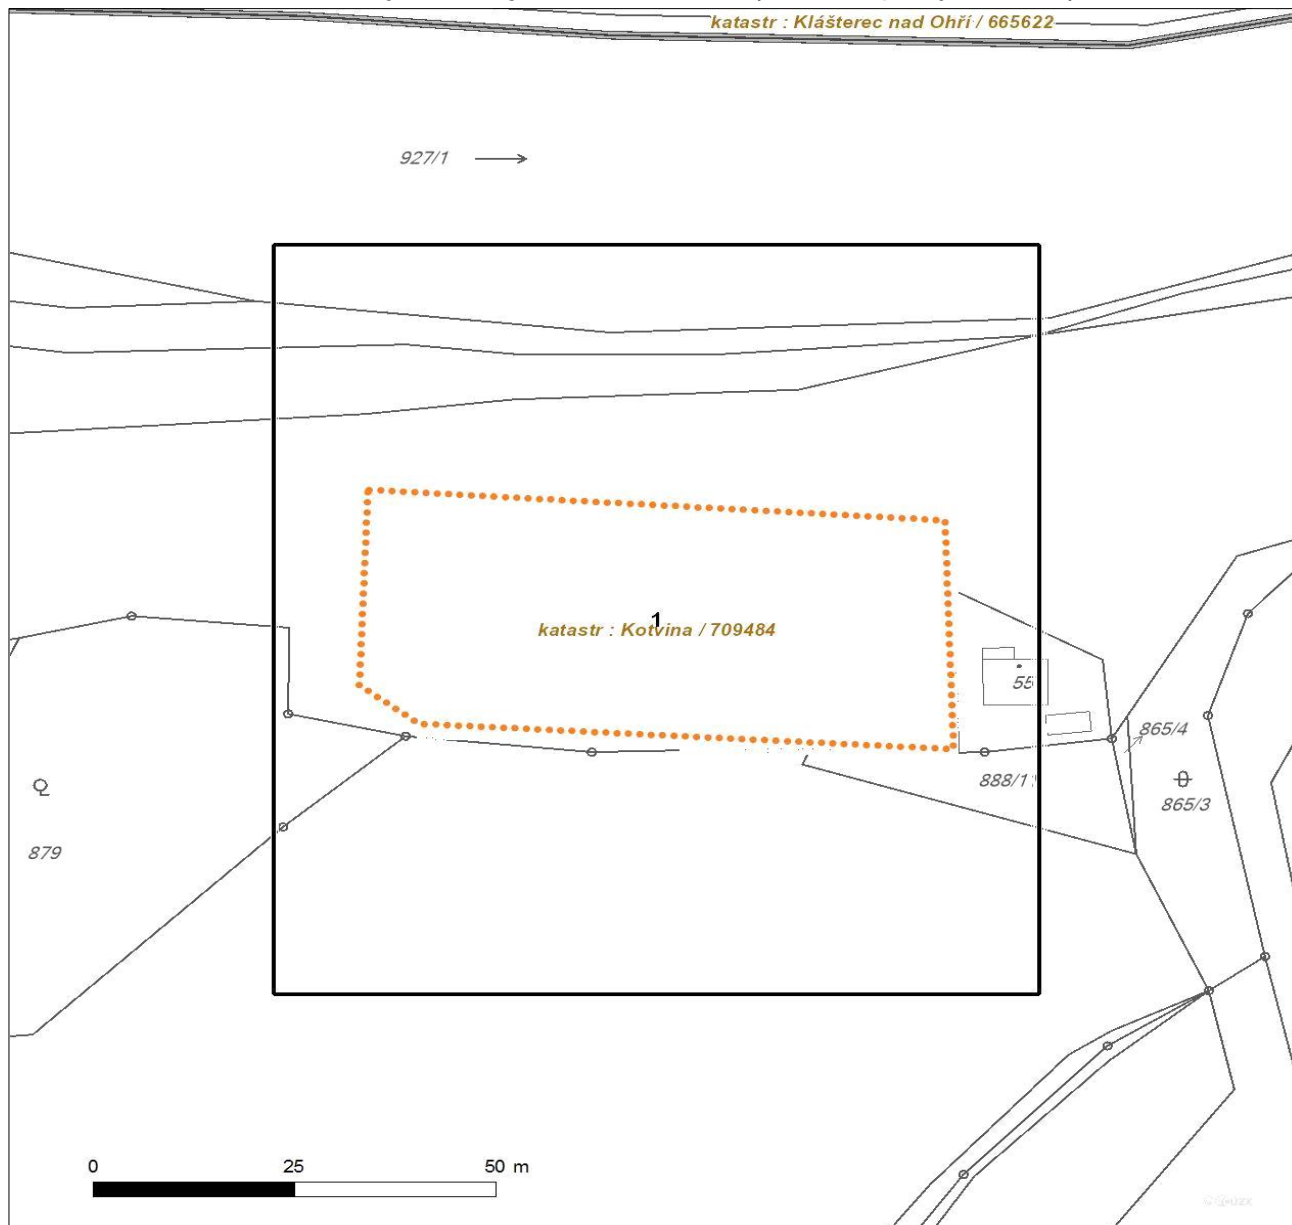 katastr : Klášterec nad Ohří / 665622
927/1
1
katastr : Kotvina / 709484
55
865/4
888/1
865/3
879
0 25 50 m